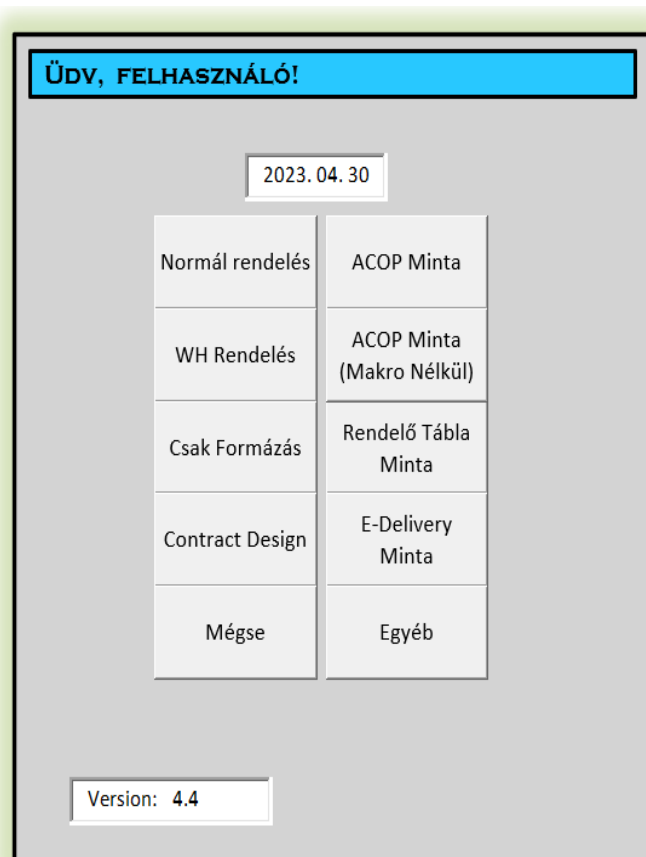 Üdv, felhasználó!
2023. 04. 30
Normál rendelés
ACOP Minta
WH Rendelés
ACOP Minta
(Makro Nélkül)
Csak Formázás
Rendelő Tábla
Minta
Contract Design
E-Delivery
Minta
Mégse
Egyéb
Version: 4.4